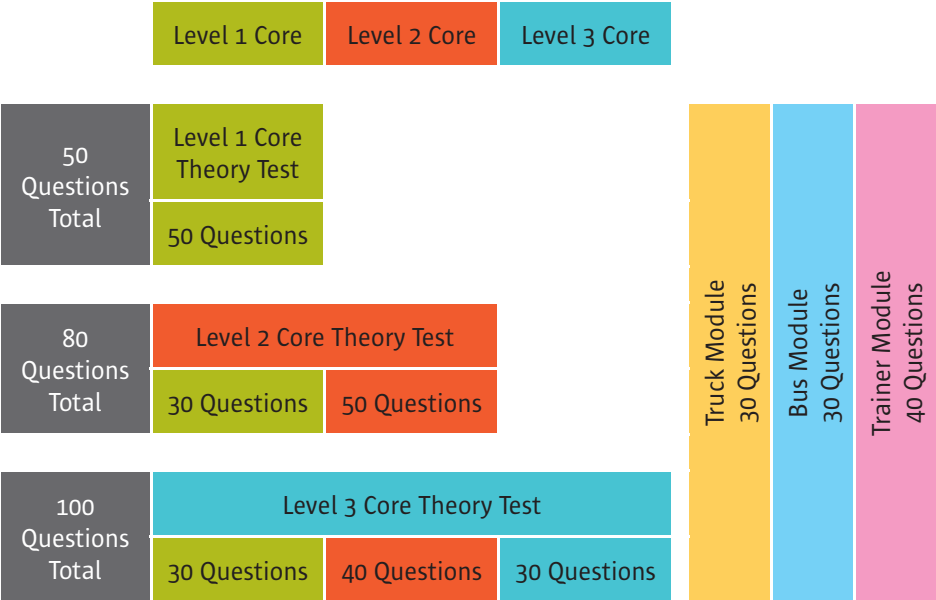 Level 1 Core
Level 2 Core
Level 3 Core
50
Questions
Total
Level 1 Core
Theory Test
50 Questions
80
Questions
Total
Level 2 Core Theory Test
30 Questions
50 Questions
100
Questions
Total
Level 3 Core Theory Test
30 Questions
40 Questions
30 Questions
Truck Module
30 Questions
Bus Module
30 Questions
Trainer Module
40 Questions